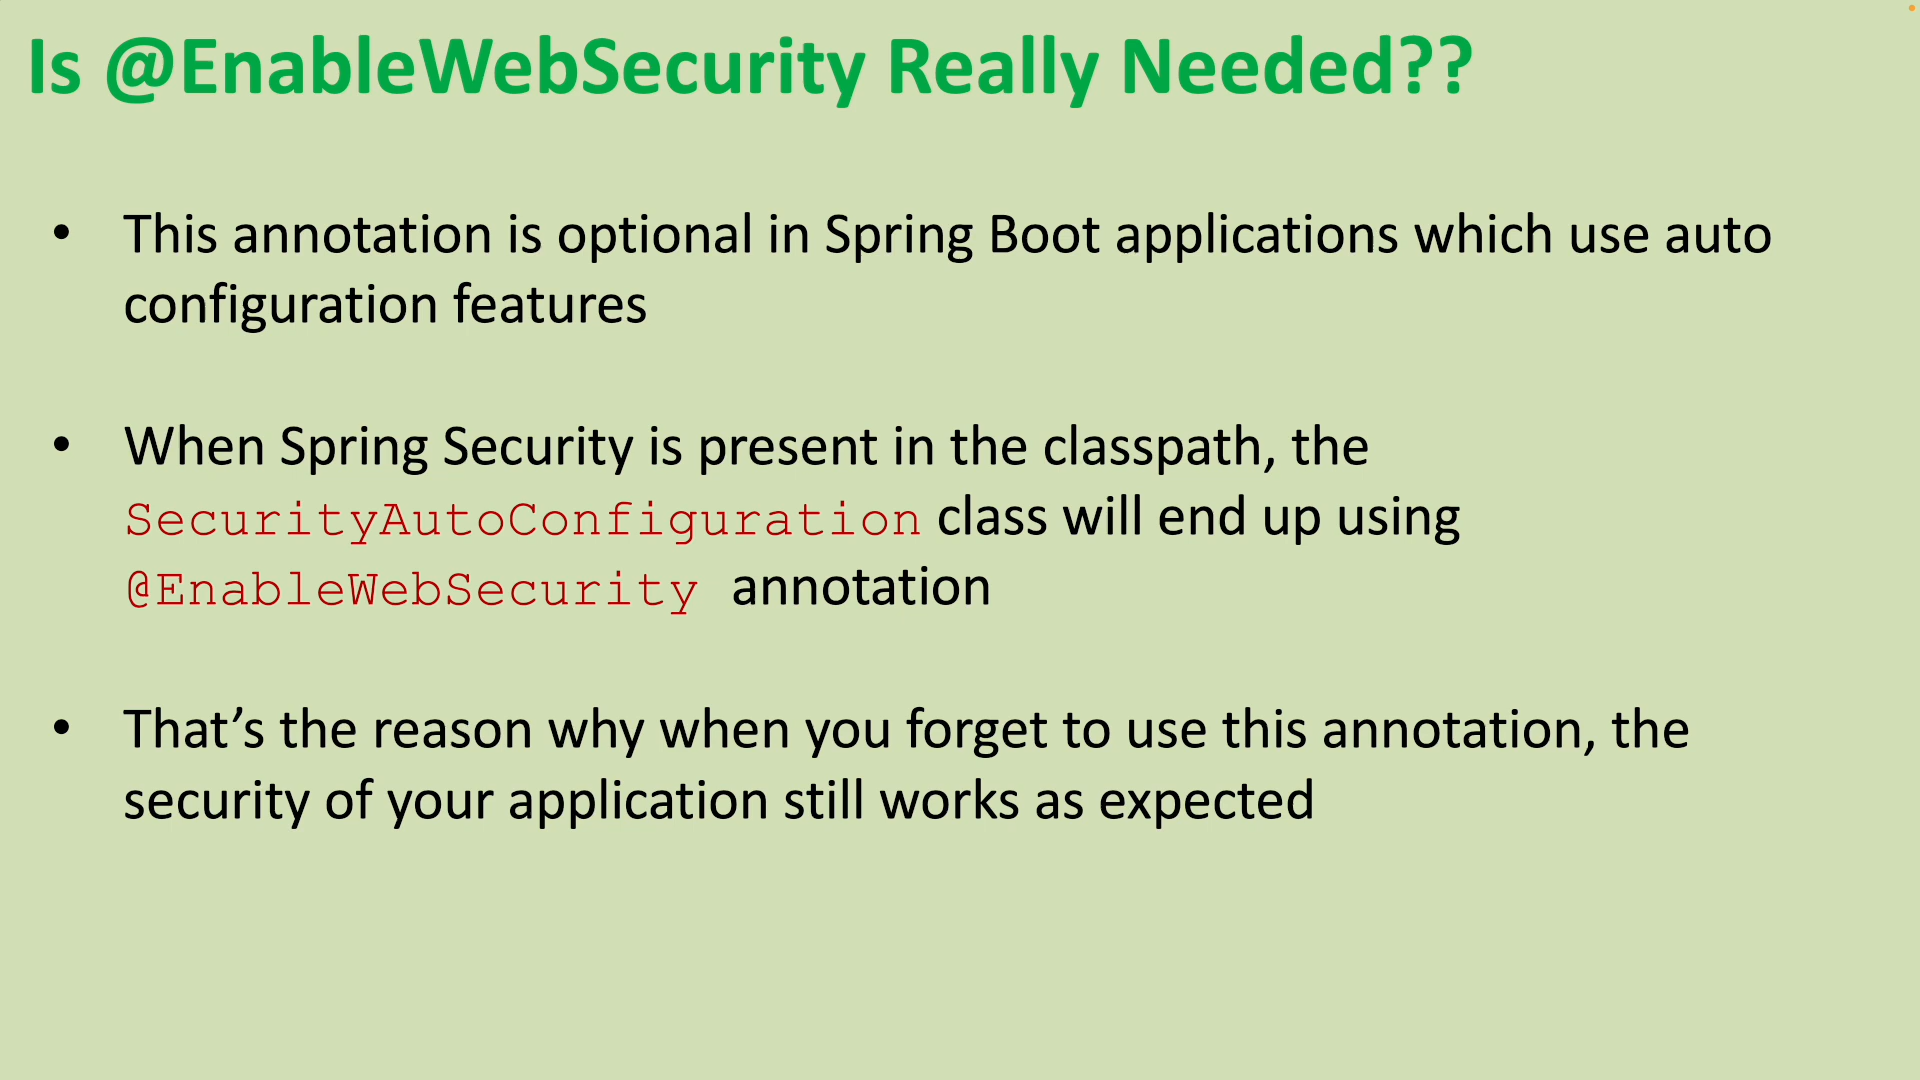 Is @EnableWebSecurity Really Needed??
• This annotation is optional in Spring Boot applications which use auto
configuration features
• When Spring Security is present in the classpath, the
SecurityAutoConfiguration class will end up using
@EnableWebSecurity annotation
• That’s the reason why when you forget to use this annotation, the
security of your application still works as expected